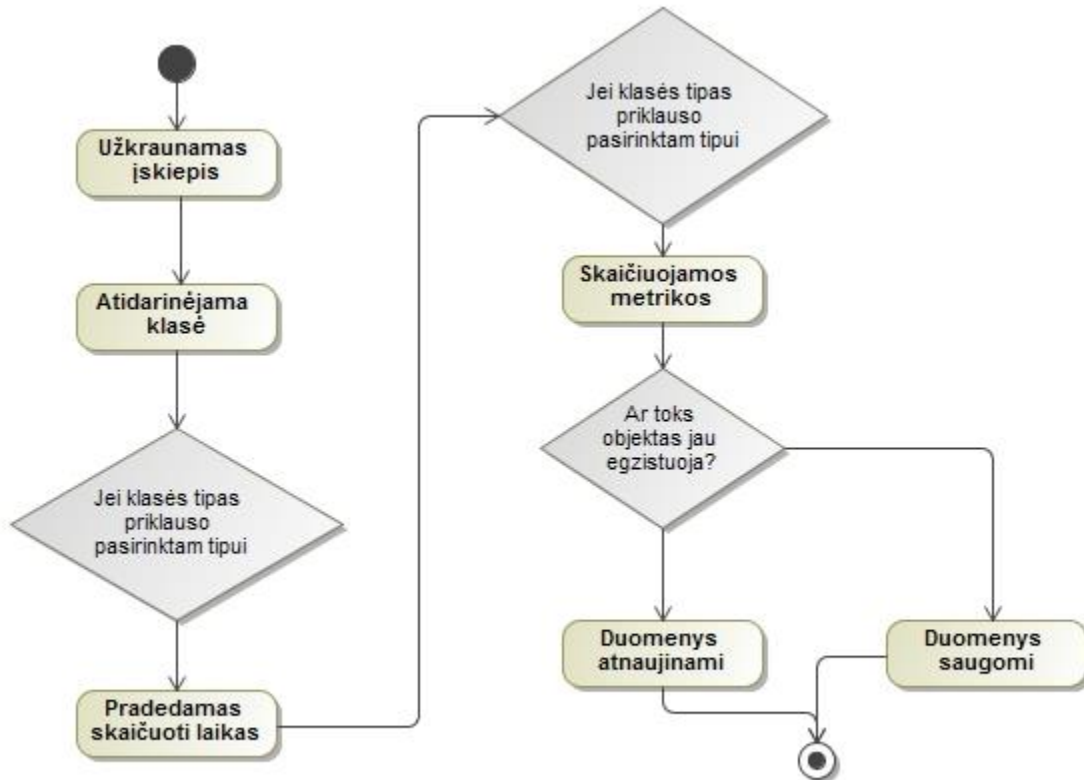 Užkraunamas
įskiepis
Atidarinėjama
klasė
Jei klasės tipas
priklauso
pasirinktam tipui
Pradedamas
skaičuoti laikas
Jei klasės tipas
priklauso
pasirinktam tipui
Skaičiuojamos
metrikos
Ar toks
objektas jau
egzistuoja?
Duomenys
atnaujinami
Duomenys
saugomi